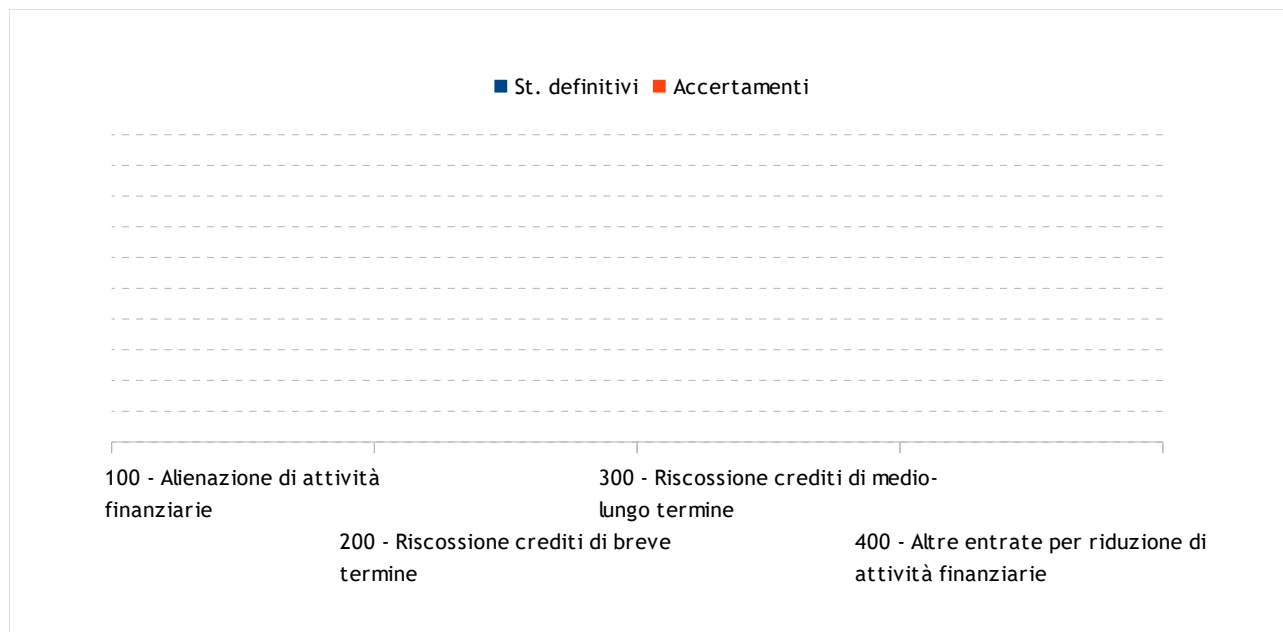 St. definitivi Accertamenti
100 - Alienazione di attività
finanziarie
200 - Riscossione crediti di breve
termine
300 - Riscossione crediti di medio-
lungo termine
400 - Altre entrate per riduzione di
attività finanziarie